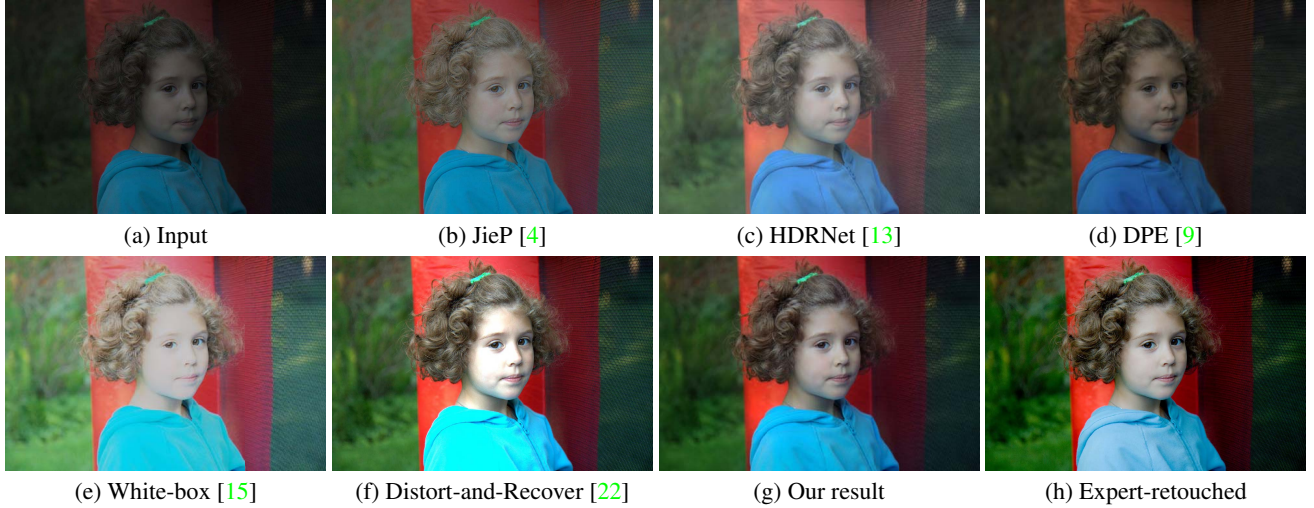 (a) Input
(b) JieP [4]
(c) HDRNet [13]
(d) DPE [9]
(e) White-box [15]
(f) Distort-and-Recover [22]
(g) Our result
(h) Expert-retouched